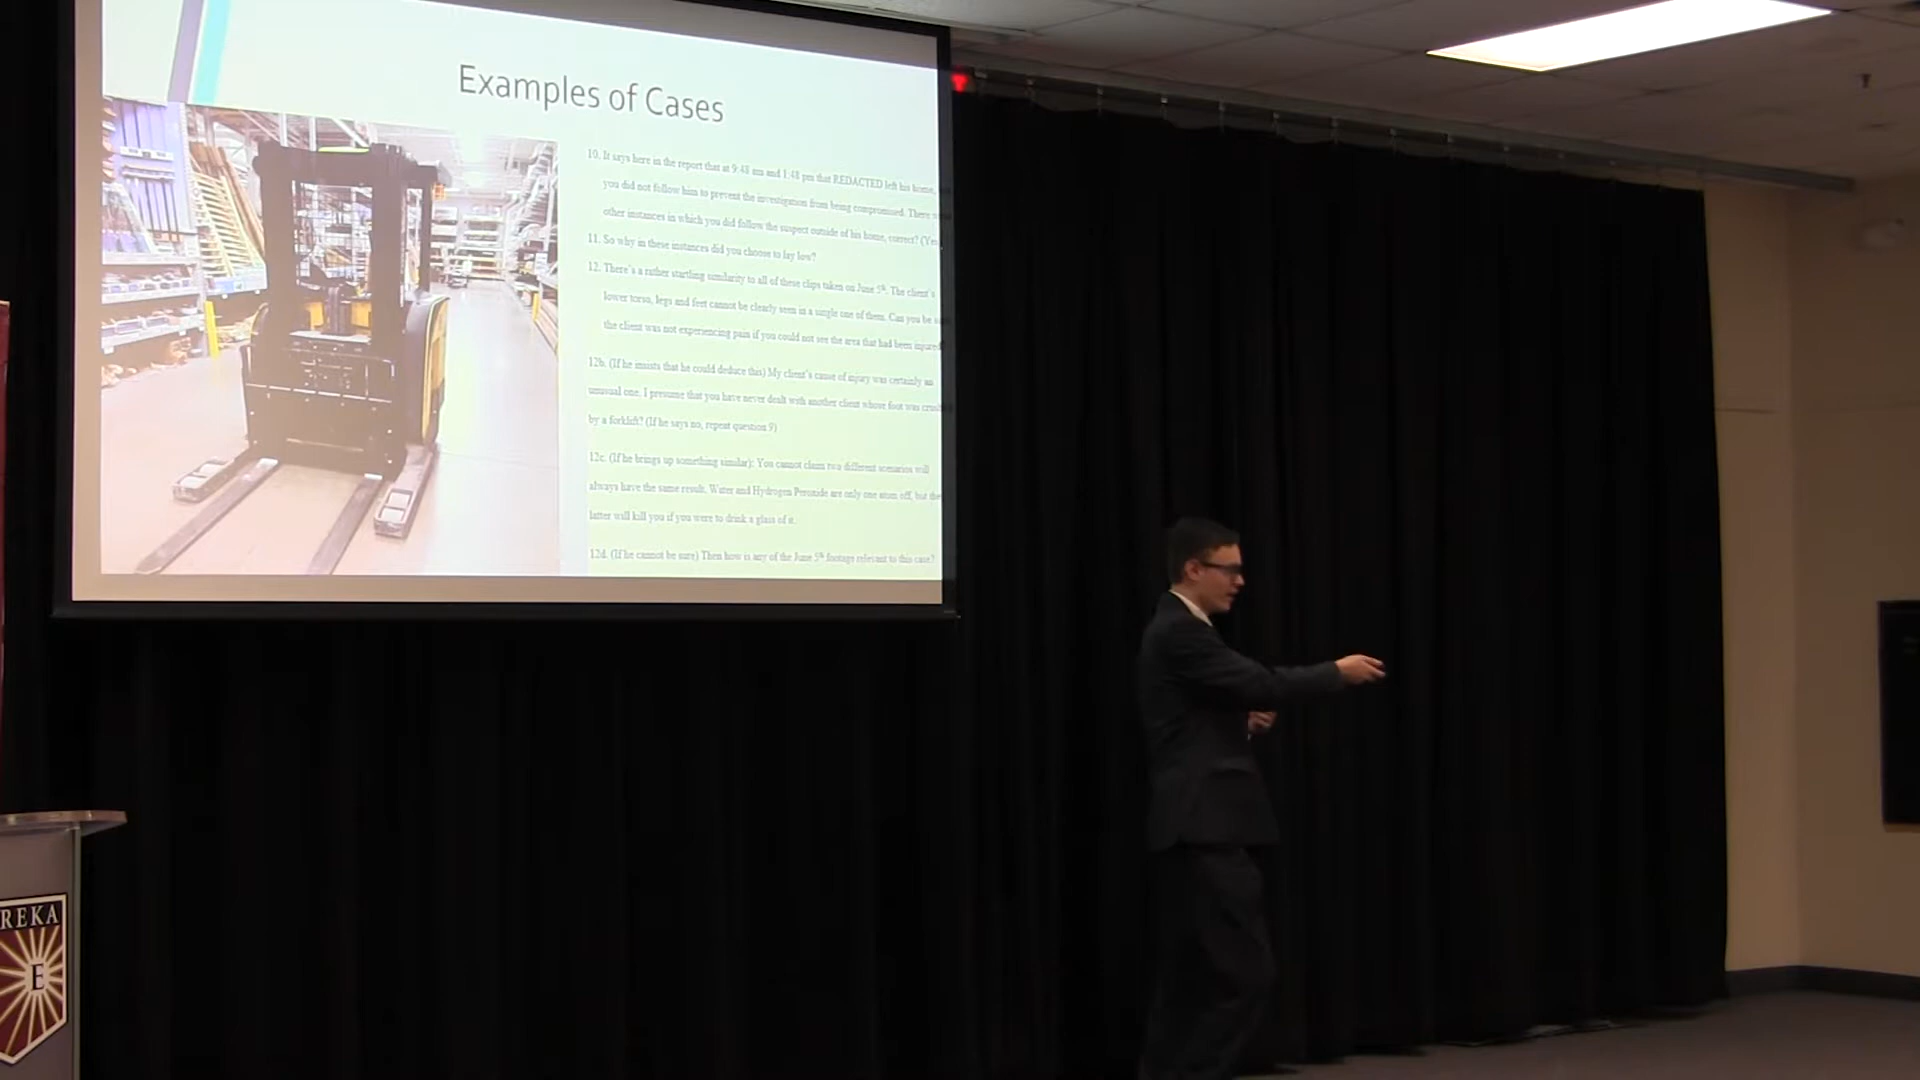 Examples of Cases
10. It says here in the report that at 9:48 am and 1:48 pm that REDACTED left his home,
you did not follow him to prevent the investigation from being compromised. There
other instances in which you did follow the suspect outside of his home, correct? (Yes
11. So why in these instances did you choose to lay low?
12. There's a rather startling similarity to all of these clips taken on June 5th. The client's
lower torso, legs and feet cannot be clearly seen in a single one of them. Can you be
the client was not experiencing pain if you could not see the area that had been injured
12b. (If he insists that he could deduce this) My client's cause of injury was certainly an
unusual one. I presume that you have never dealt with another client whose foot was
by a forklift? (If he says no, repeat question 9)
12c. (If he brings up something similar): You cannot claim two different scenarios will
always have the same result. Water and Hydrogen Peroxide are only one atom off, but the
latter will kill you if you were to drink a glass of it.
12d. (If he cannot be sure) Then how is any of the June 5th footage relevant to this case?
REKA
E